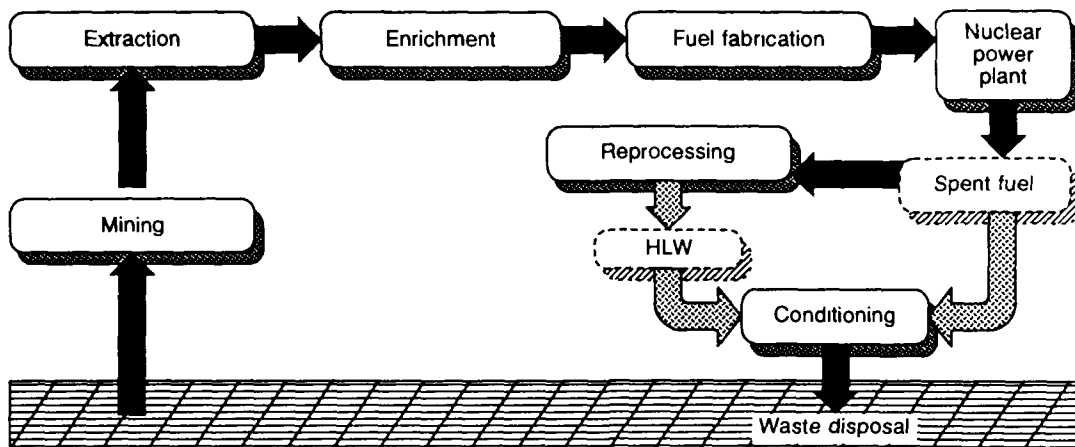 Extraction
Enrichment
Fuel fabrication
Nuclear
power
plant
Reprocessing
Spent fuel
Mining
HLW
Conditioning
Waste disposal